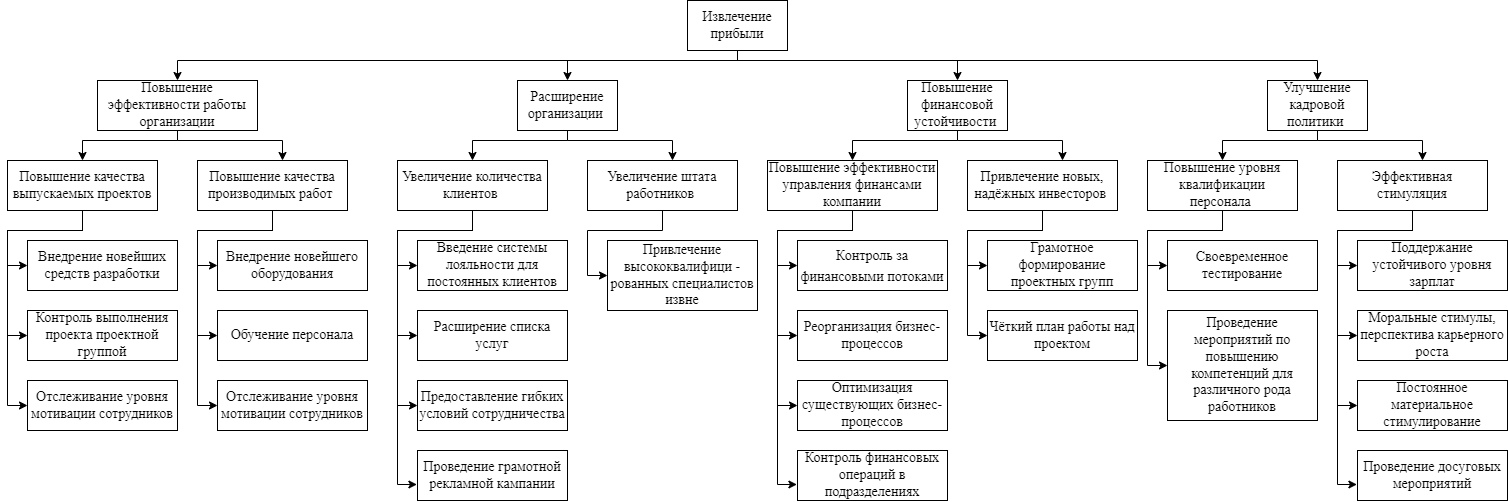 Извлечение
прибыли
Повышение
эффективности работы
организации
Расширение
организации
Повышение
финансовой
устойчивости
Улучшение
кадровой
политики
Повышение качества
выпускаемых проектов
Повышение качества
производимых работ
Увеличение количества
клиентов
Увеличение штата
работников
Повышение эффективности
управления финансами
компании
Привлечение новых,
надёжных инвесторов
Повышение уровня
квалификации
персонала
Эффективная
стимуляция
Внедрение новейших
средств разработки
Контроль выполнения
проекта проектной
группой
Отслеживание уровня
мотивации сотрудников
Внедрение новейшего
оборудования
Обучение персонала
Отслеживание уровня
мотивации сотрудников
Введение системы
лояльности для
постоянных клиентов
Расширение списка
услуг
Предоставление гибких
условий сотрудничества
Проведение грамотной
рекламной кампании
Привлечение
высококвалифици -
рованных специалистов
извне
Контроль за
финансовыми потоками
Реорганизация бизнес-
процессов
Оптимизация
существующих бизнес-
процессов
Контроль финансовых
операций в
подразделениях
Грамотное
формирование
проектных групп
Чёткий план работы над
проектом
Своевременное
тестирование
Проведение
мероприятий по
повышению
компетенций для
различного рода
работников
Поддержание
устойчивого уровня
зарплат
Моральные стимулы,
перспектива карьерного
роста
Постоянное
материальное
стимулирование
Проведение досуговых
мероприятий